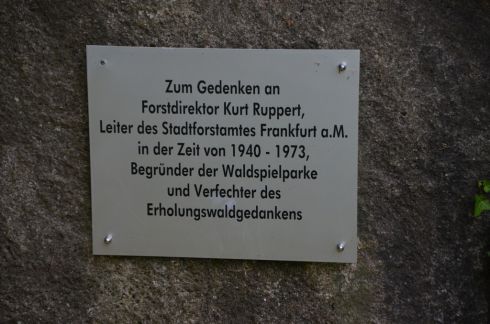 Zum Gedenken an
Forstdirektor Kurt Ruppert,
Leiter des Stadtforstamtes Frankfurt a.M.
in der Zeit von 1940 - 1973,
Begründer der Waldspielparke
und Verfechter des
Erholungswaldgedankens